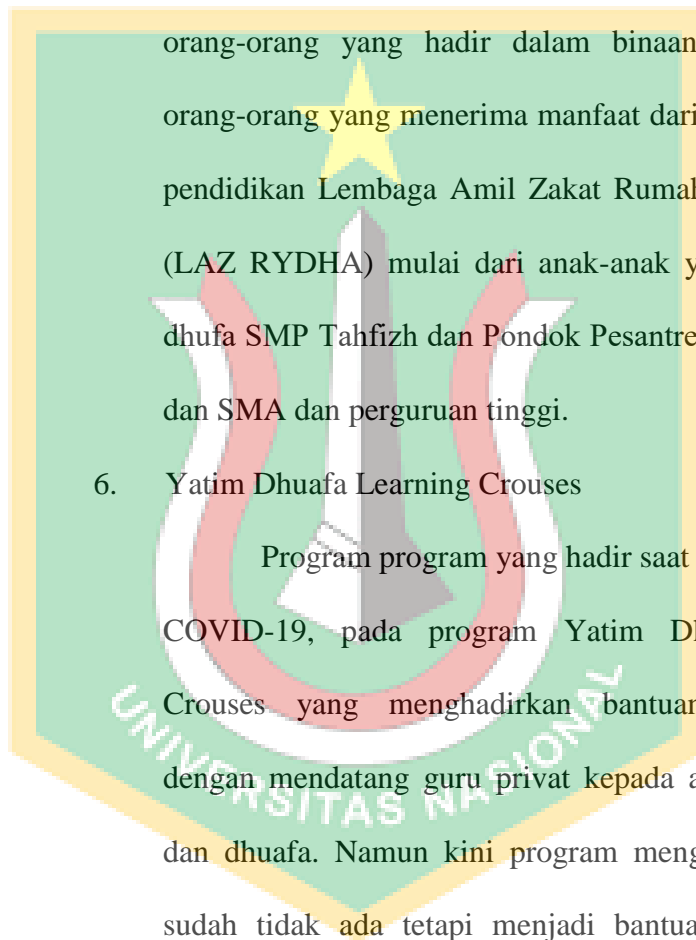 orang-orang yang hadir dalam binaan
orang-orang yang menerima manfaat dari
pendidikan Lembaga Amil Zakat Rumah
(LAZ RYDHA) mulai dari anak-anak y
dhufa SMP Tahfizh dan Pondok Pesantre
dan SMA dan perguruan tinggi.
6. Yatim Dhuafa Learning Crouses
Program program yang hadir saat
COVID-19, pada program Yatim Dh
Crouses yang menghadirkan bantuan
dengan mendatang guru privat kepada a
dan dhuafa. Namun kini program meng
sudah tidak ada tetapi menjadi bantua
UNIVERSITAS NASIONAL